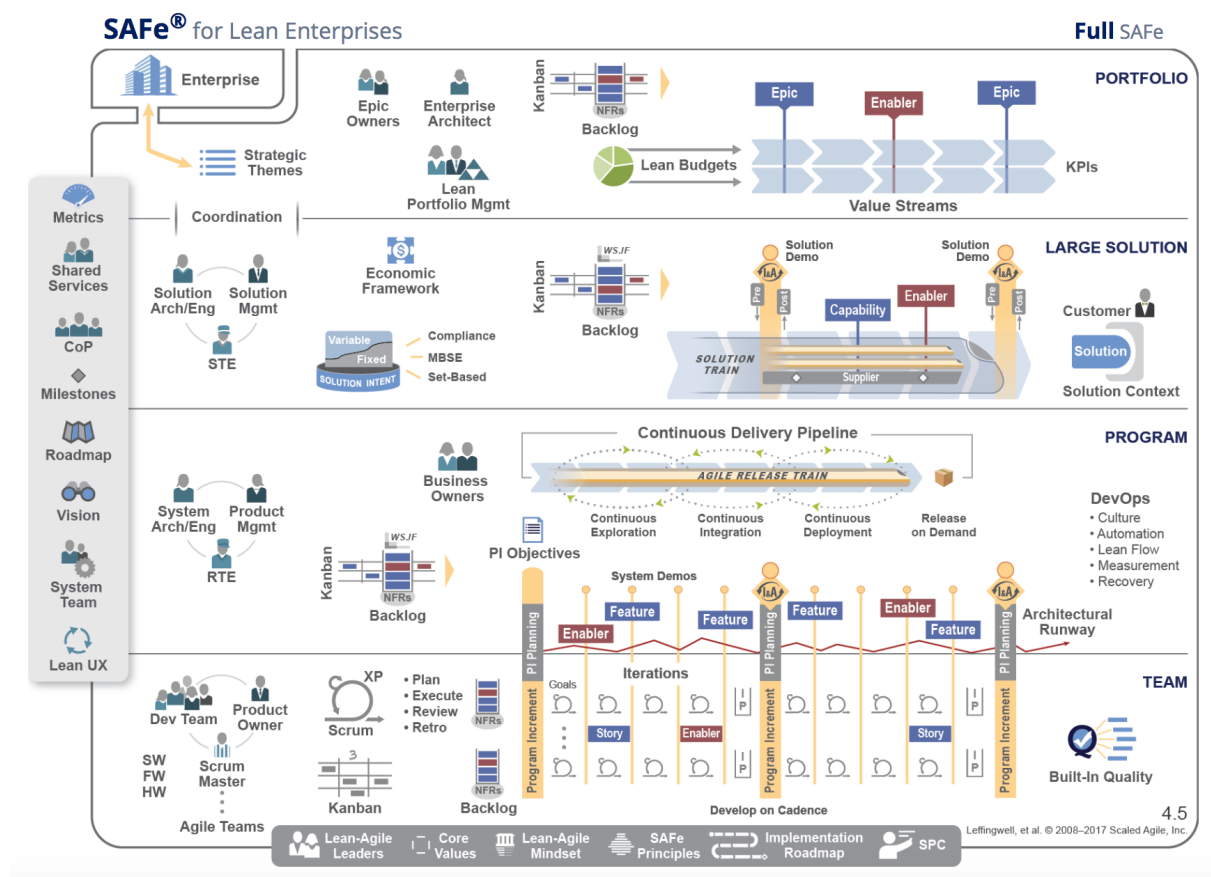 SAFe® for Lean Enterprises
Full SAFe
Enterprise
Strategic
Themes
Epic
Owners
Enterprise
Architect
Lean
Portfolio Mgmt
Kanban
NFRs
Backlog
Lean Budgets
Epic
Enabler
Epic
Value Streams
KPIs
PORTFOLIO
Metrics
Shared
Services
CoP
Milestones
Roadmap
Vision
System
Team
Lean UX
Coordination
Solution
Arch/Eng
Solution
Mgmt
STE
Economic
Framework
Variable
Fixed
SOLUTION INTENT
Compliance
MBSE
Set-Based
Kanban
WSJF
NFRs
Backlog
Solution
Demo
I&A
Pre
Post
Capability
Enabler
Solution
Demo
I&A
Pre
Post
SOLUTION
TRAIN
Supplier
LARGE SOLUTION
Customer
Solution
Solution Context
System
Arch/Eng
Product
Mgmt
RTE
Business
Owners
Kanban
WSJF
NFRs
Backlog
Continuous Delivery Pipeline
AGILE RELEASE TRAIN
Continuous
Exploration
Continuous
Integration
Continuous
Deployment
Release
on Demand
PROGRAM
DevOps
• Culture
• Automation
• Lean Flow
• Measurement
• Recovery
PI Objectives
System Demos
PI Planning
Enabler
Feature
Feature
I&A
PI Planning
Feature
Enabler
Feature
I&A
PI Planning
Architectural
Runway
Dev Team
Product
Owner
Scrum
Master
SW
FW
HW
Agile Teams
XP
Scrum
• Plan
• Execute
• Review
• Retro
3
Kanban
NFRs
NFRs
Backlog
Program Increment
Goals
Iterations
Story
Enabler
I
P
I
P
Program Increment
Story
I
P
I
P
Program Increment
Develop on Cadence
TEAM
Built-In Quality
4.5
Leffingwell, et al. © 2008–2017 Scaled Agile, Inc.
Lean-Agile
Leaders
Core
Values
Lean-Agile
Mindset
SAFe
Principles
Implementation
Roadmap
SPC